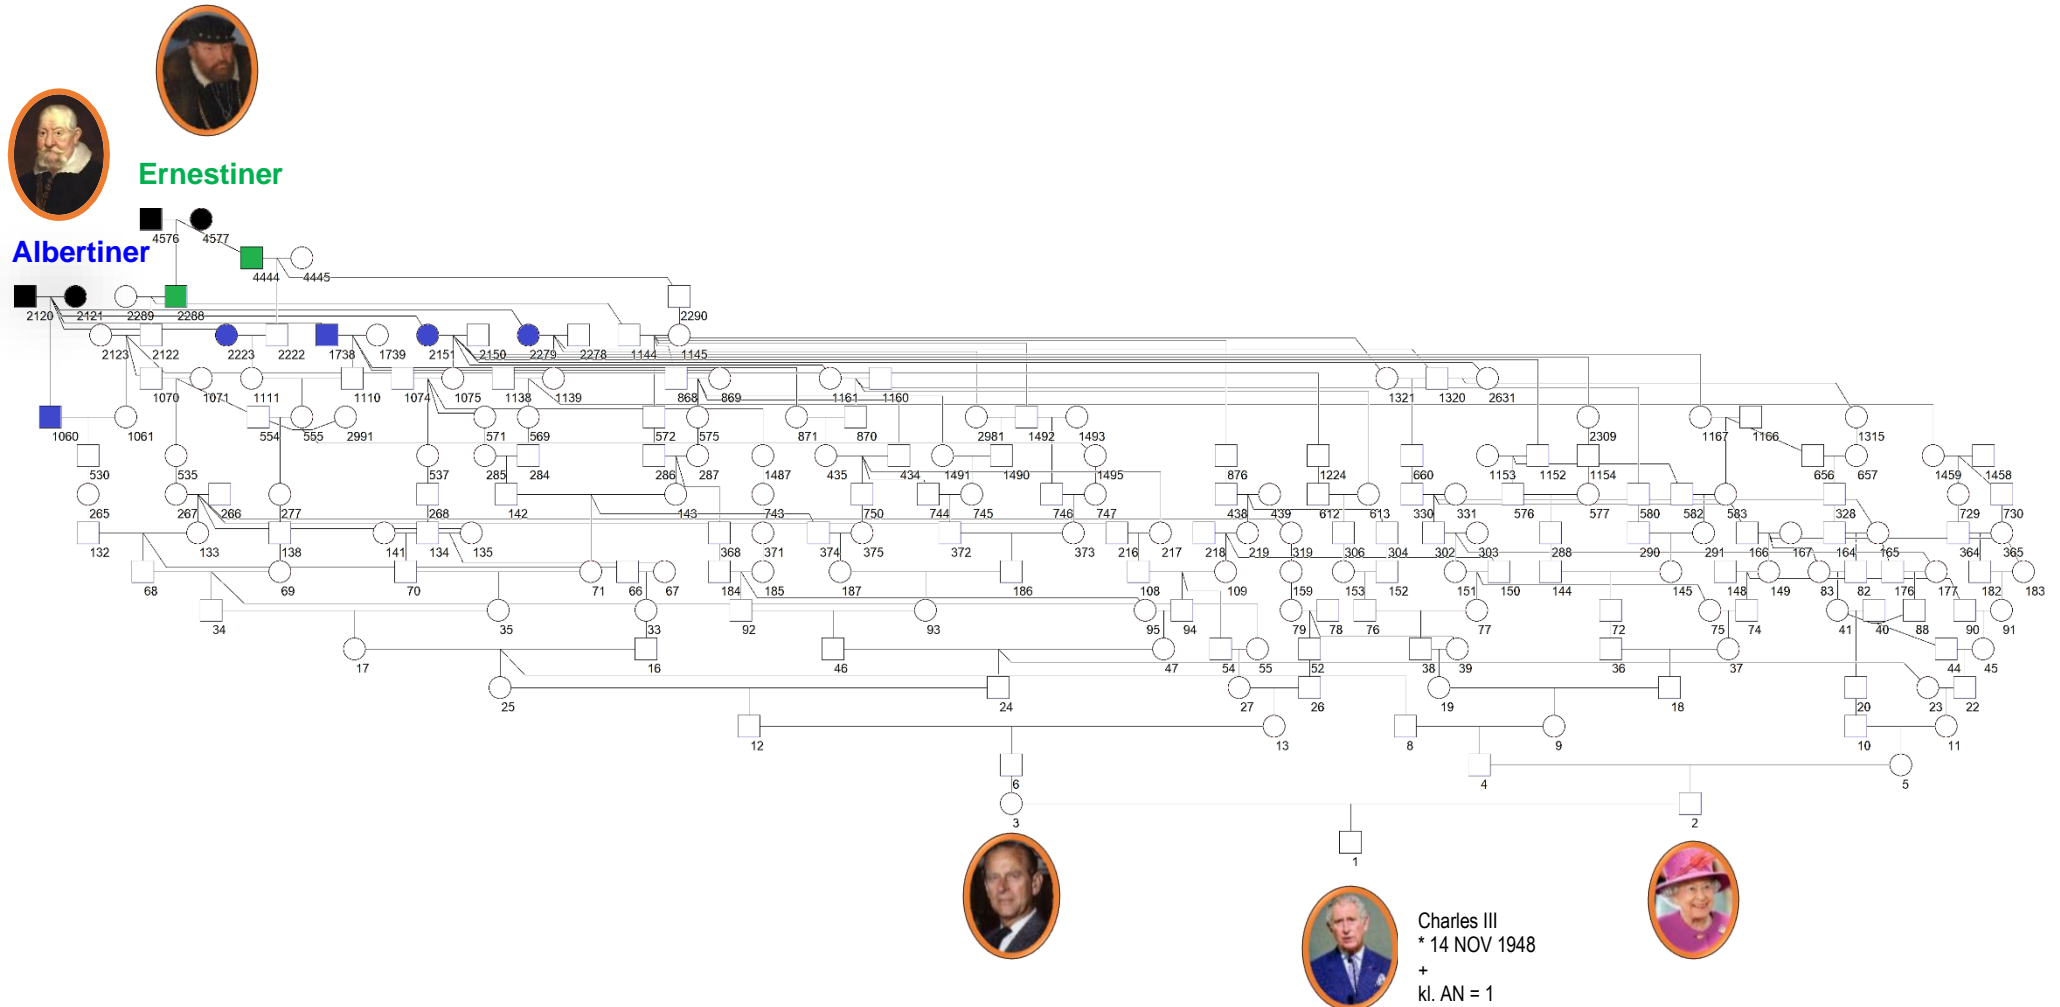 Ernestiner
4576 4577
Albertiner
4444 4445
2120 2121 2289 2288 2290
2123 2122 2223 2222 1738 1739 2151 2150 2279 2278 1144 1145
1070 1071 1111 1110 1074 1075 1138 1139 868 869 1161 1160 1321 1320 2631
1060 1061 554 555 2991 571 569 572 575 871 870 2981 1492 1493 2309 1167 1166 1315
530 535 537 285 284 286 287 1487 435 434 1491 1490 1495 876 1224 660 1153 1152 1154 656 657 1459 1458
265 267 266 277 268 142 143 743 750 744 745 746 747 438 439 612 613 330 331 576 577 580 582 583 328 729 730
132 133 138 141 134 135 368 371 374 375 372 373 216 217 218 219 319 306 304 302 303 288 290 291 166 167 164 165 364 365
68 69 70 71 66 67 184 185 187 186 108 109 159 153 152 151 150 144 145 148 149 83 82 176 177 182 183
34 35 33 92 93 95 94 79 78 76 77 72 75 74 41 40 88 90 91
17 16 46 47 54 55 52 38 39 36 37 44 45
25 24 27 26 19 18 20 23 22
12 13 8 9 10 11
6 4 5
3 2
1
Charles III
* 14 NOV 1948
+
kl. AN = 1